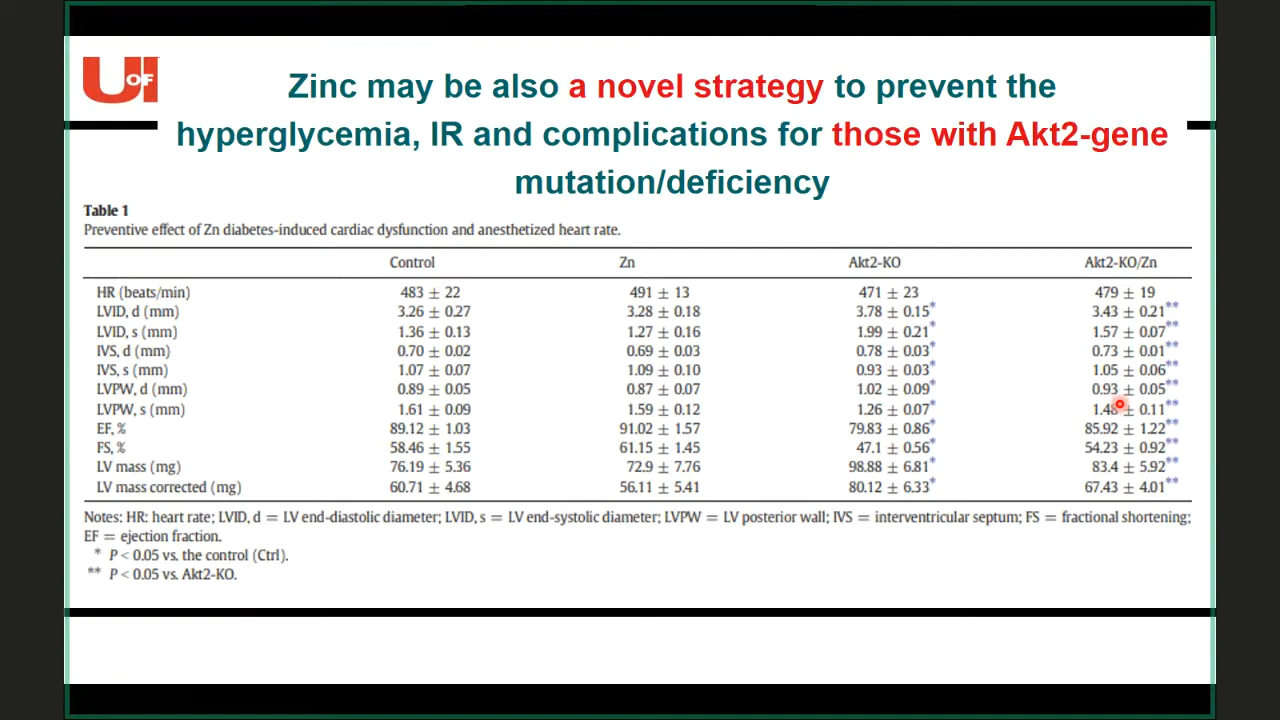 UOFI
Zinc may be also a novel strategy to prevent the
hyperglycemia, IR and complications for those with Akt2-gene
mutation/deficiency
Table 1
Preventive effect of Zn diabetes-induced cardiac dysfunction and anesthetized heart rate.
Control Zn Akt2-KO Akt2-KO/Zn
HR (beats/min) 483 ± 22 491 ± 13 471 ± 23 479 ± 19
LVID, d (mm) 3.26 ± 0.27 3.28 ± 0.18 3.78 ± 0.15* 3.43 ± 0.21**
LVID, s (mm) 1.36 ± 0.13 1.27 ± 0.16 1.99 ± 0.21* 1.57 ± 0.07**
IVS, d (mm) 0.70 ± 0.02 0.69 ± 0.03 0.78 ± 0.03* 0.73 ± 0.01**
IVS, s (mm) 1.07 ± 0.07 1.09 ± 0.10 0.93 ± 0.03* 1.05 ± 0.06**
LVPW, d (mm) 0.89 ± 0.05 0.87 ± 0.07 1.02 ± 0.09* 0.93 ± 0.05**
LVPW, s (mm) 1.61 ± 0.09 1.59 ± 0.12 1.26 ± 0.07* 1.48 ± 0.11**
EF, % 89.12 ± 1.03 91.02 ± 1.57 79.83 ± 0.86* 85.92 ± 1.22**
FS, % 58.46 ± 1.55 61.15 ± 1.45 47.1 ± 0.56* 54.23 ± 0.92**
LV mass (mg) 76.19 ± 5.36 72.9 ± 7.76 98.88 ± 6.81* 83.4 ± 5.92**
LV mass corrected (mg) 60.71 ± 4.68 56.11 ± 5.41 80.12 ± 6.33* 67.43 ± 4.01**
Notes: HR: heart rate; LVID, d = LV end-diastolic diameter; LVID, s = LV end-systolic diameter; LVPW = LV posterior wall; IVS = interventricular septum; FS = fractional shortening;
EF = ejection fraction.
* P < 0.05 vs. the control (Ctrl).
** P < 0.05 vs. Akt2-KO.